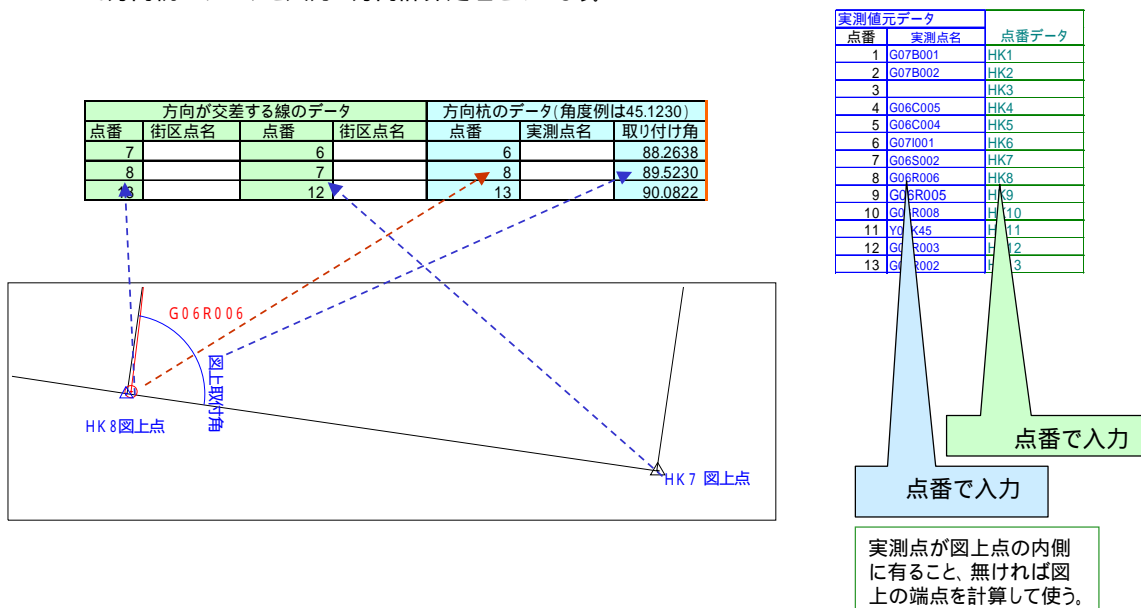 実測値元データ
点番 実測点名 点番データ
1 G07B001 HK1
2 G07B002 HK2
3 HK3
4 G06C005 HK4
5 G06C004 HK5
6 G07I001 HK6
7 G06S002 HK7
8 G06R006 HK8
9 G06R005 HK9
10 R008 10
11 K45 11
12 R003 12
13 R002
方向が交差する線のデータ 方向杭のデータ(角度例は45.1230)
点番 街区点名 点番 街区点名 点番 実測点名 取り付け角
7 6 6 88.2638
8 7 8 89.5230
13 12 13 90.0822
G06R006
図上取付角
HK8図上点
HK7 図上点
点番で入力
点番で入力
実測点が図上点の内側
に有ること、無ければ図
上の端点を計算して使う。